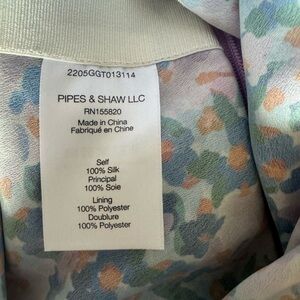 2205GGT013114
PIPES & SHAW LLC
RN155820
Made in China
Fabriqué en Chine
Self
100% Silk
Principal
100% Soie
Lining
100% Polyester
Doublure
100% Polyester